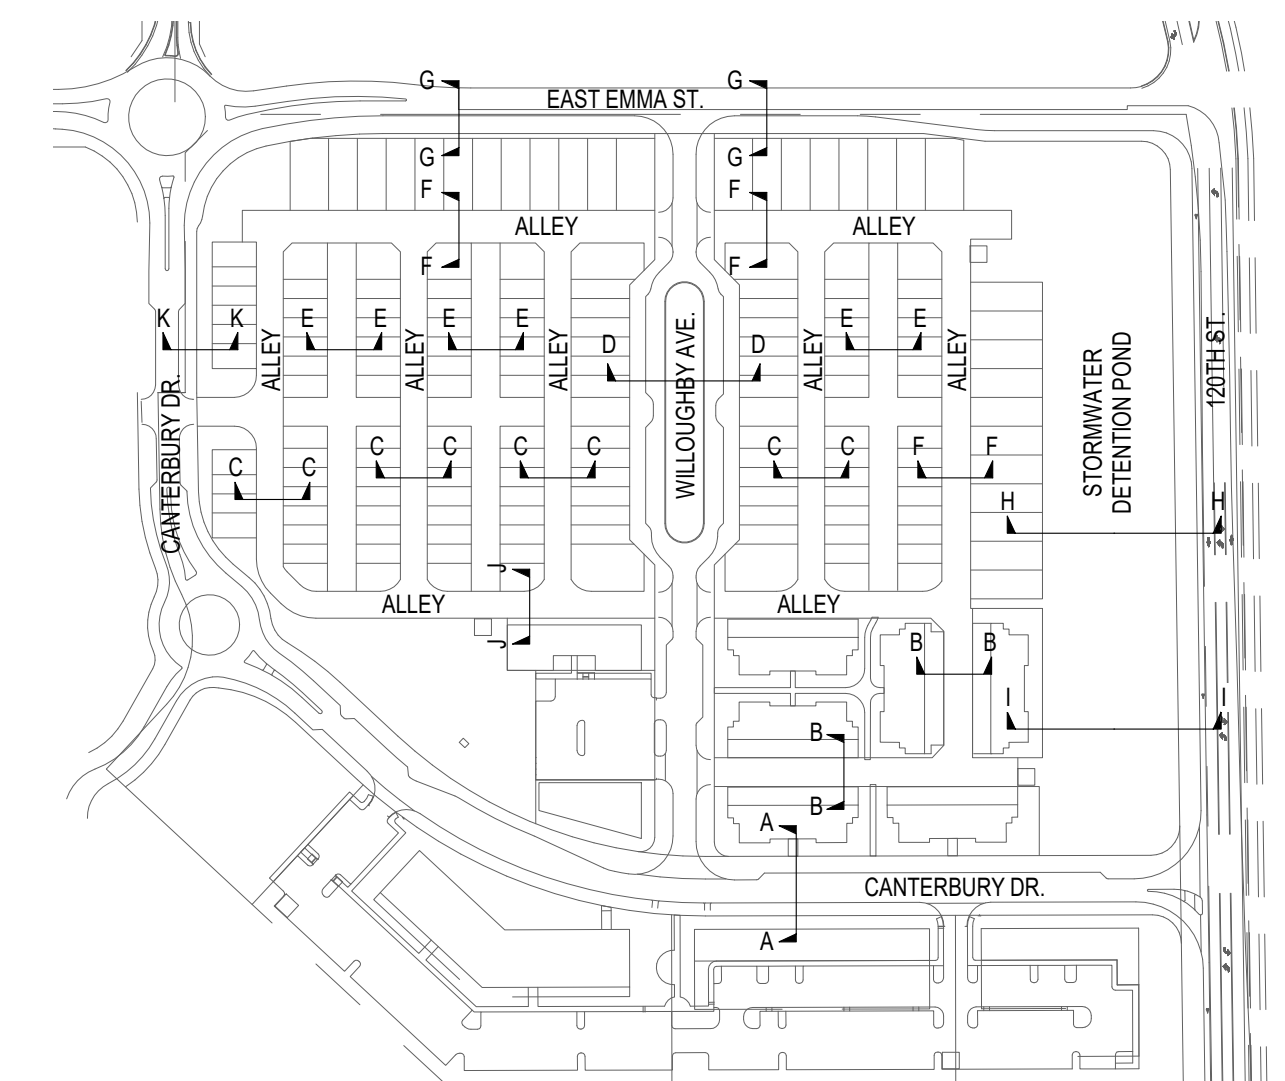 G G
EAST EMMA ST.
G G
F F
ALLEY ALLEY
F F
K K E E E E E E
D D
ALLEY ALLEY ALLEY ALLEY ALLEY
WILLOUGHBY AVE.
120TH ST.
CANTERBURY DR.
STORMWATER
DETENTION POND
C C C C C C F F
C C
H H
J
ALLEY ALLEY
J
B B
I I
B
B
A
CANTERBURY DR.
A